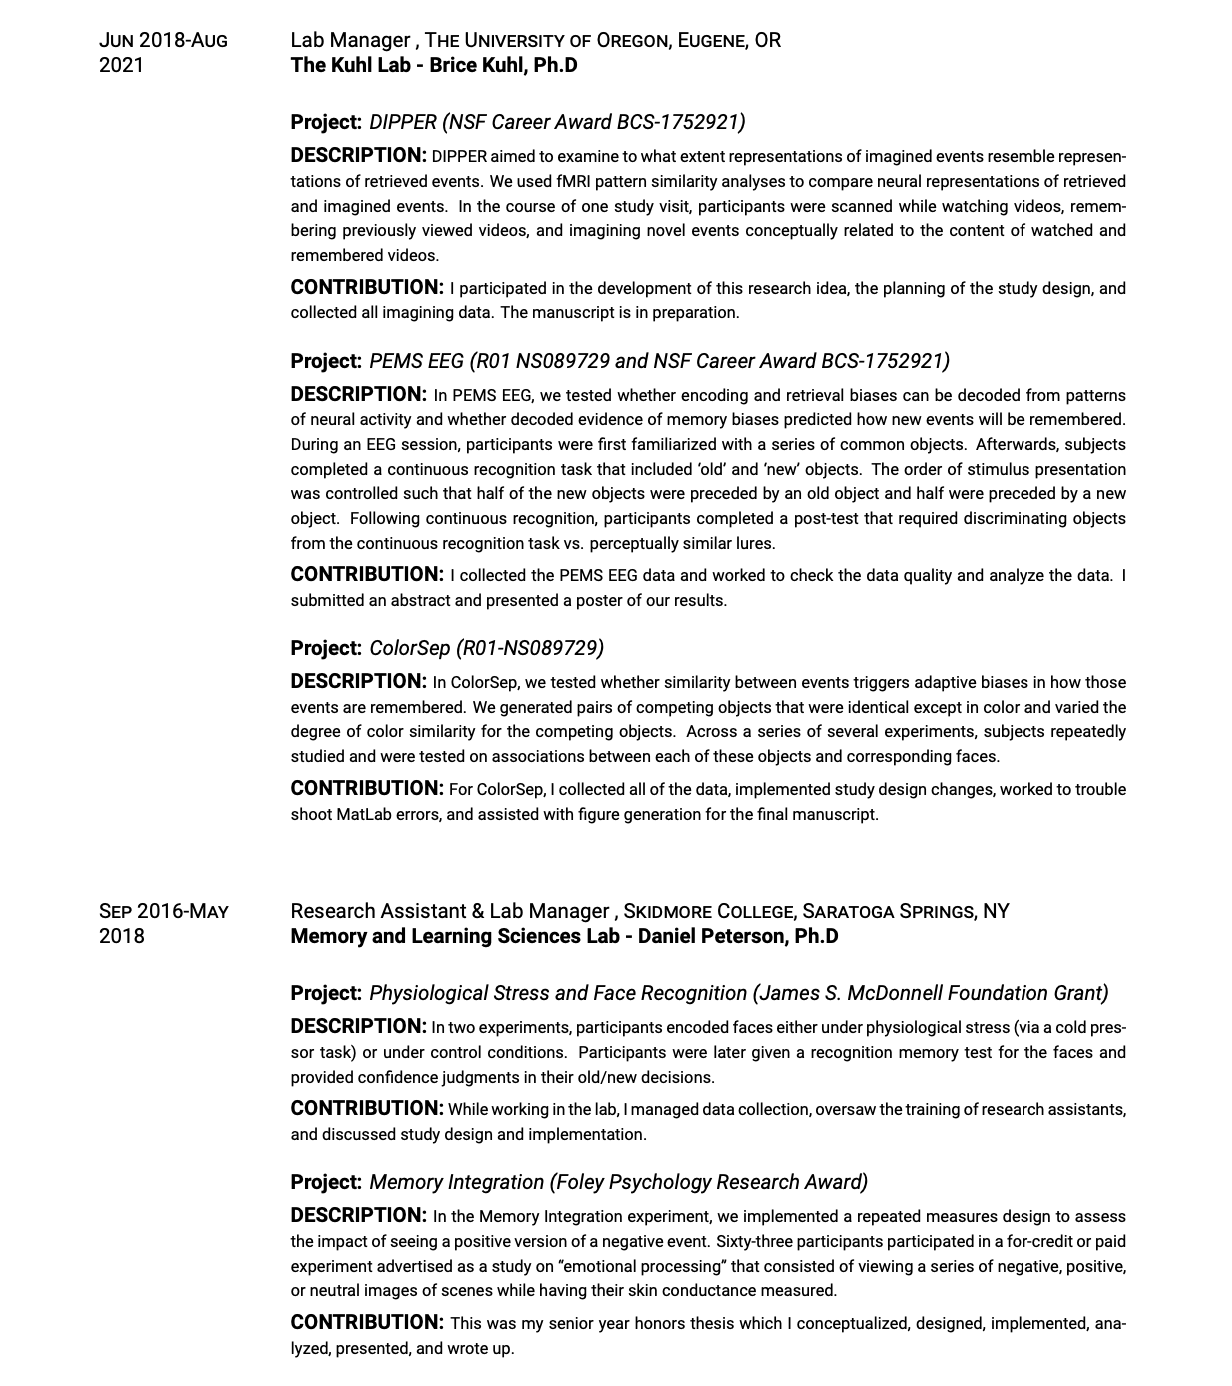 JUN 2018-AUG
2021
Lab Manager , THE UNIVERSITY OF OREGON, EUGENE, OR
The Kuhl Lab - Brice Kuhl, Ph.D
Project: DIPPER (NSF Career Award BCS-1752921)
DESCRIPTION: DIPPER aimed to examine to what extent representations of imagined events resemble represen-
tations of retrieved events. We used fMRI pattern similarity analyses to compare neural representations of retrieved
and imagined events. In the course of one study visit, participants were scanned while watching videos, remem-
bering previously viewed videos, and imagining novel events conceptually related to the content of watched and
remembered videos.
CONTRIBUTION: I participated in the development of this research idea, the planning of the study design, and
collected all imagining data. The manuscript is in preparation.
Project: PEMS EEG (R01 NS089729 and NSF Career Award BCS-1752921)
DESCRIPTION: In PEMS EEG, we tested whether encoding and retrieval biases can be decoded from patterns
of neural activity and whether decoded evidence of memory biases predicted how new events will be remembered.
During an EEG session, participants were first familiarized with a series of common objects. Afterwards, subjects
completed a continuous recognition task that included ‘old’ and ‘new’ objects. The order of stimulus presentation
was controlled such that half of the new objects were preceded by an old object and half were preceded by a new
object. Following continuous recognition, participants completed a post-test that required discriminating objects
from the continuous recognition task vs. perceptually similar lures.
CONTRIBUTION: I collected the PEMS EEG data and worked to check the data quality and analyze the data. I
submitted an abstract and presented a poster of our results.
Project: ColorSep (R01-NS089729)
DESCRIPTION: In ColorSep, we tested whether similarity between events triggers adaptive biases in how those
events are remembered. We generated pairs of competing objects that were identical except in color and varied the
degree of color similarity for the competing objects. Across a series of several experiments, subjects repeatedly
studied and were tested on associations between each of these objects and corresponding faces.
CONTRIBUTION: For ColorSep, I collected all of the data, implemented study design changes, worked to trouble
shoot MatLab errors, and assisted with figure generation for the final manuscript.
SEP 2016-MAY
2018
Research Assistant & Lab Manager , SKIDMORE COLLEGE, SARATOGA SPRINGS, NY
Memory and Learning Sciences Lab - Daniel Peterson, Ph.D
Project: Physiological Stress and Face Recognition (James S. McDonnell Foundation Grant)
DESCRIPTION: In two experiments, participants encoded faces either under physiological stress (via a cold pres-
sor task) or under control conditions. Participants were later given a recognition memory test for the faces and
provided confidence judgments in their old/new decisions.
CONTRIBUTION: While working in the lab, I managed data collection, oversaw the training of research assistants,
and discussed study design and implementation.
Project: Memory Integration (Foley Psychology Research Award)
DESCRIPTION: In the Memory Integration experiment, we implemented a repeated measures design to assess
the impact of seeing a positive version of a negative event. Sixty-three participants participated in a for-credit or paid
experiment advertised as a study on “emotional processing” that consisted of viewing a series of negative, positive,
or neutral images of scenes while having their skin conductance measured.
CONTRIBUTION: This was my senior year honors thesis which I conceptualized, designed, implemented, ana-
lyzed, presented, and wrote up.